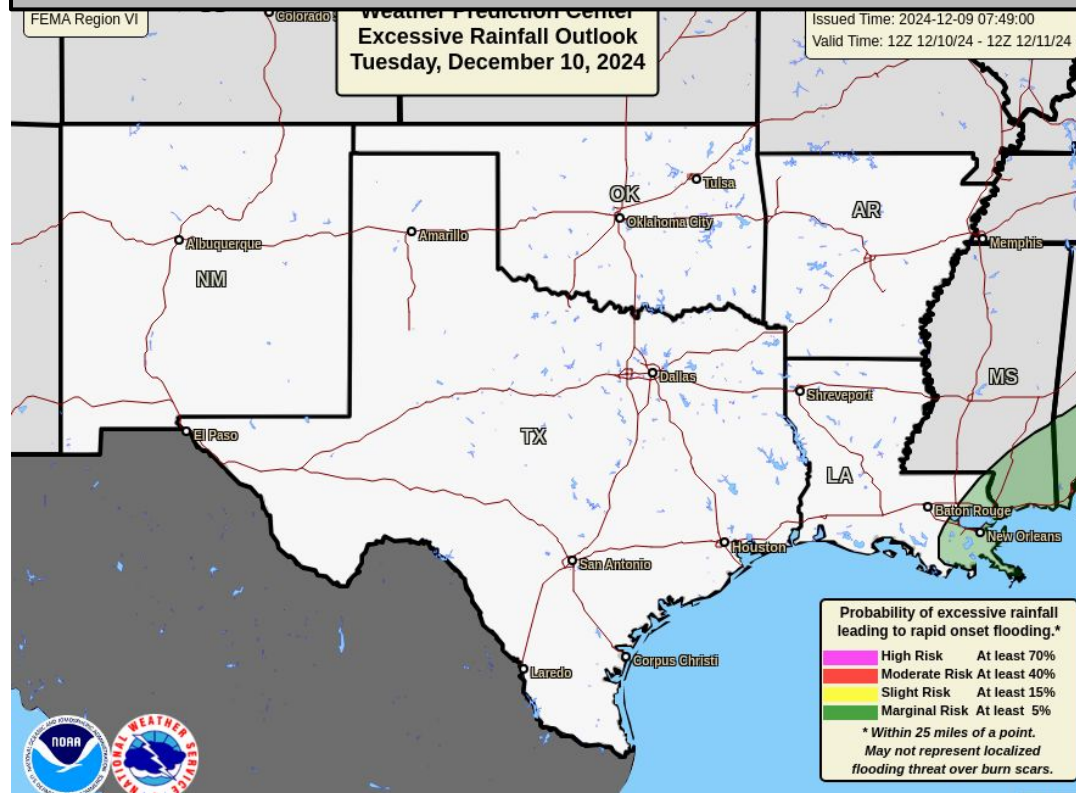 FEMA Region VI
Weather Prediction Center
Excessive Rainfall Outlook
Tuesday, December 10, 2024
Issued Time: 2024-12-09 07:49:00
Valid Time: 12Z 12/10/24 - 12Z 12/11/24
Colorado
Tulsa
OK
Oklahoma City
AR
Albuquerque
Amarillo
Memphis
NM
Dallas
MS
Shreveport
El Paso
TX
LA
Baton Rouge
New Orleans
Houston
San Antonio
Laredo
Corpus Christi
Probability of excessive rainfall
leading to rapid onset flooding.*
High Risk At least 70%
Moderate Risk At least 40%
Slight Risk At least 15%
Marginal Risk At least 5%
* Within 25 miles of a point.
May not represent localized
flooding threat over burn scars.
NOAA
NATIONAL WEATHER SERVICE